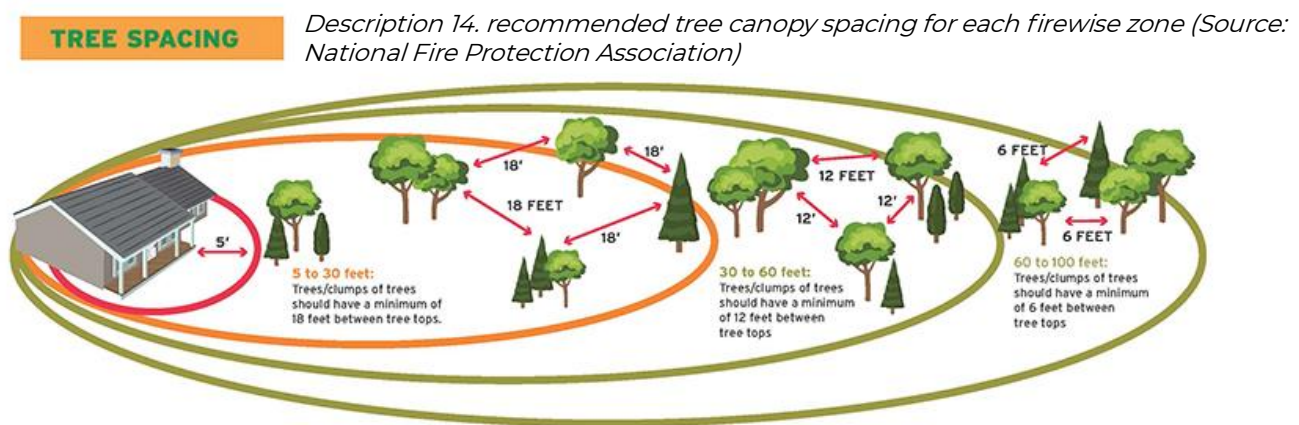 TREE SPACING
Description 14. recommended tree canopy spacing for each firewise zone (Source:
National Fire Protection Association)
5'
18'
18'
18 FEET
18'
12 FEET
12'
12'
6 FEET
6 FEET
5 to 30 feet:
Trees/clumps of trees
should have a minimum of
18 feet between tree tops.
30 to 60 feet:
Trees/clumps of trees
should have a minimum
of 12 feet between
tree tops
60 to 100 feet:
Trees/clumps of trees
should have a minimum
of 6 feet between
tree tops